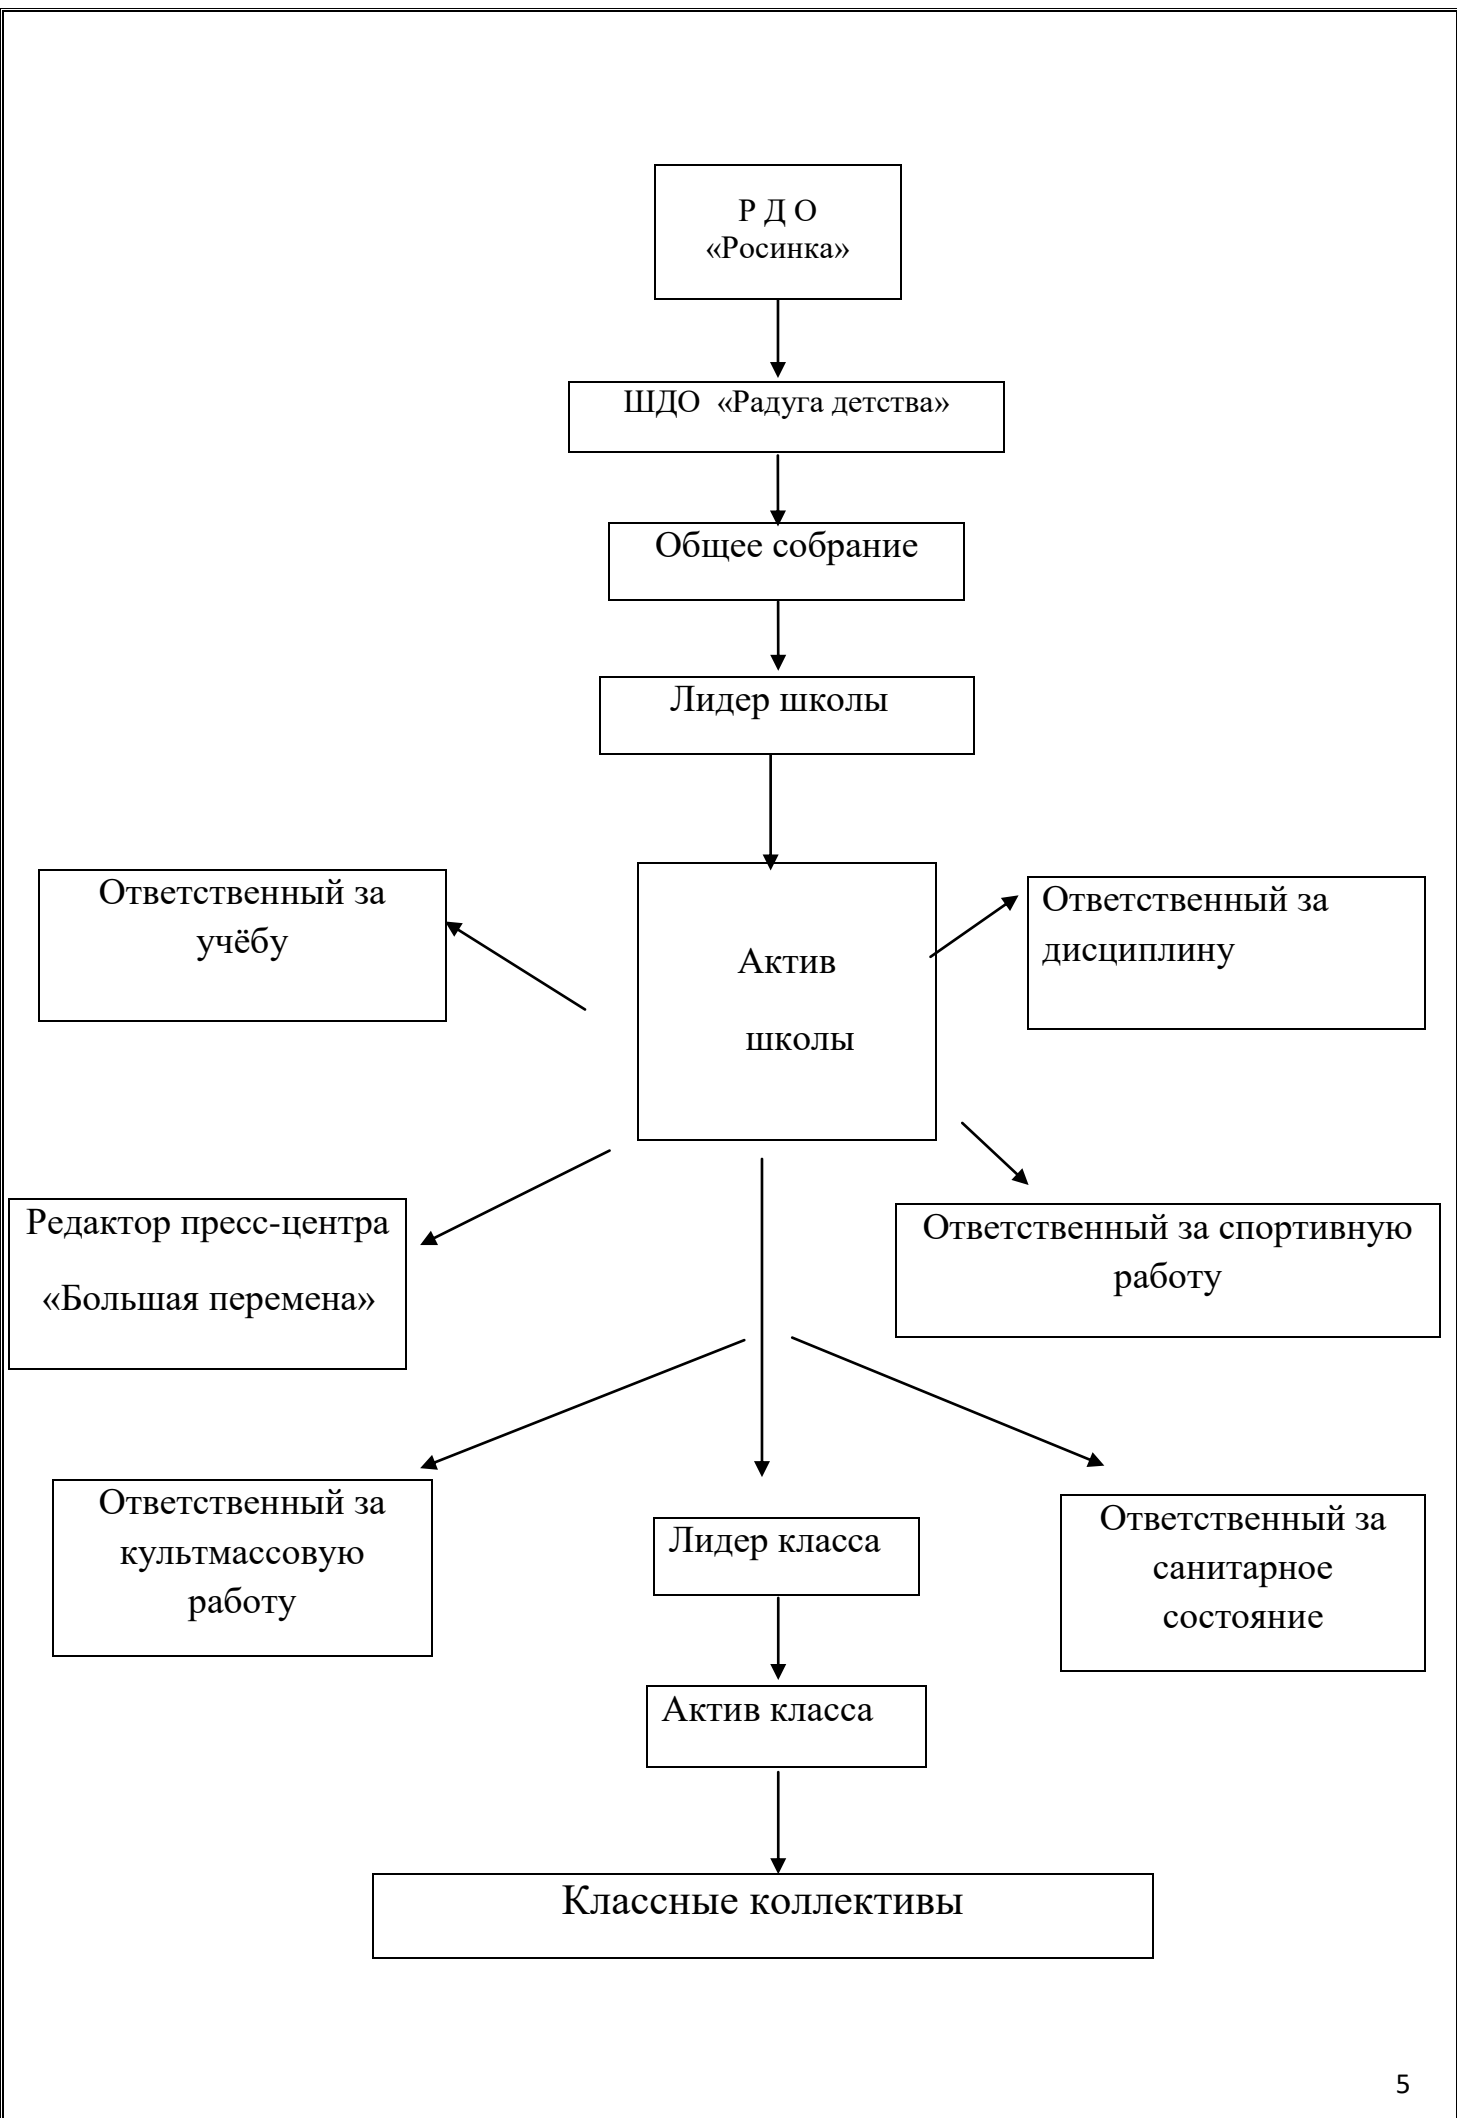 Р Д О
«Росинка»
ШДО «Радуга детства»
Общее собрание
Лидер школы
Ответственный за
учёбу
Актив
школы
Ответственный за
дисциплину
Редактор пресс-центра
«Большая перемена»
Ответственный за спортивную
работу
Ответственный за
культмассовую
работу
Лидер класса
Ответственный за
санитарное
состояние
Актив класса
Классные коллективы
5